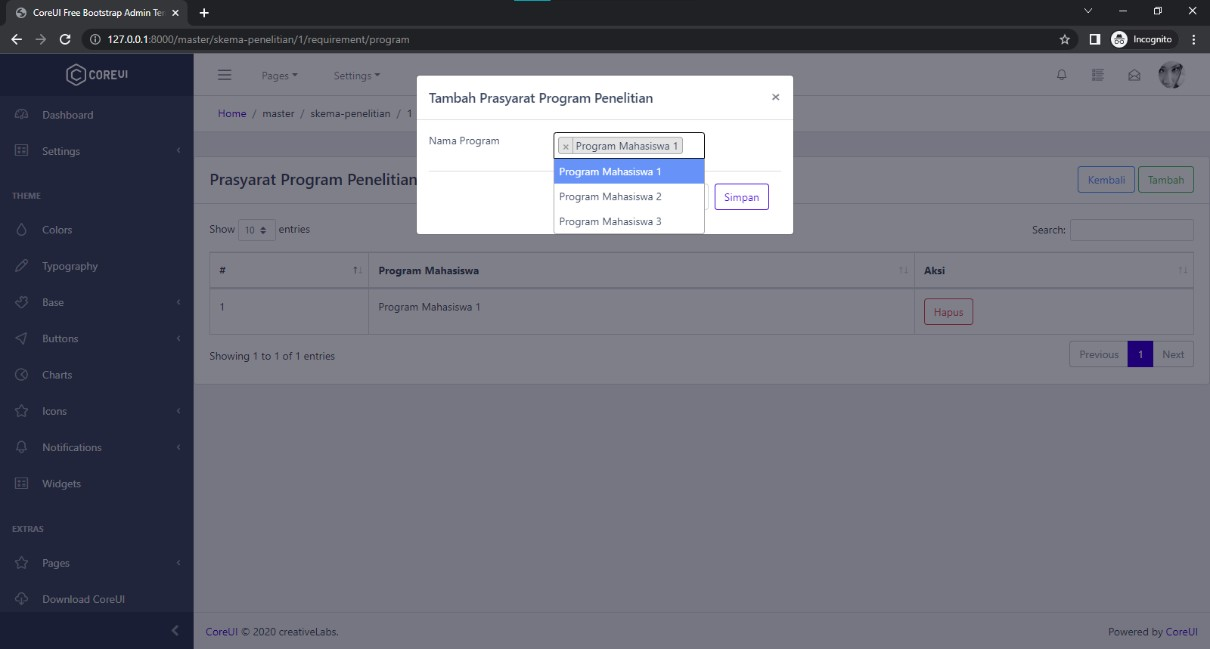 CoreUI Free Bootstrap Admin Ter
127.0.0.1:8000/master/skema-penelitian/1/requirement/program
Incognito
COREUI
Pages
Settings
Home / master / skema-penelitian / 1
Dashboard
Settings
THEME
Colors
Typography
Base
Buttons
Charts
Icons
Notifications
Widgets
EXTRAS
Pages
Download CoreUI
Tambah Prasyarat Program Penelitian
×
Nama Program
× Program Mahasiswa 1
Program Mahasiswa 1
Program Mahasiswa 2
Program Mahasiswa 3
Simpan
Prasyarat Program Penelitian
Kembali
Tambah
Show 10 entries
Search:
# Program Mahasiswa Aksi
1 Program Mahasiswa 1 Hapus
Showing 1 to 1 of 1 entries
Previous 1 Next
CoreUI © 2020 creativeLabs.
Powered by CoreUI